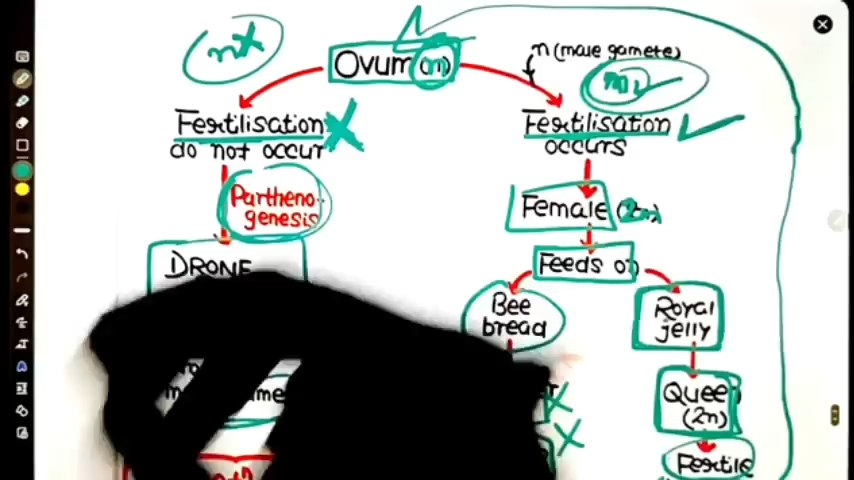 Ovum (n)
n (male gamete)
Fertilisation
do not occur
Fertilisation
occurs
Partheno-
genesis
Female (2n)
DRONE
Feeds on
Bee
bread
Royal
jelly
Queen
(2n)
Fertile